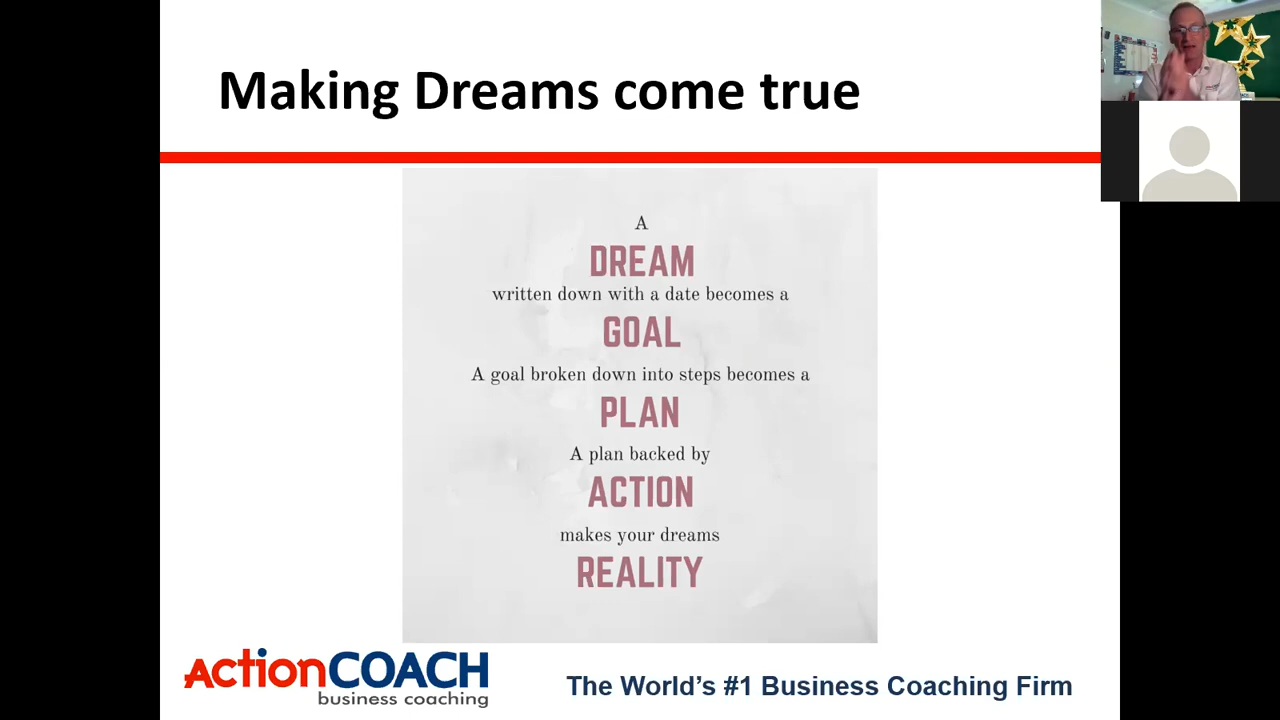 Making Dreams come true
A
DREAM
written down with a date becomes a
GOAL
A goal broken down into steps becomes a
PLAN
A plan backed by
ACTION
makes your dreams
REALITY
ActionCOACH
business coaching
The World's #1 Business Coaching Firm